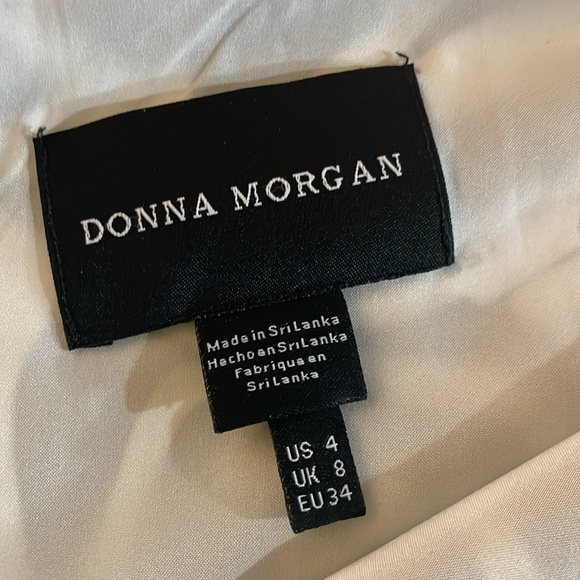 DONNA MORGAN
Made in Sri Lanka
Hecho en Sri Lanka
Fabrique en
Sri Lanka
US 4
UK 8
EU 34